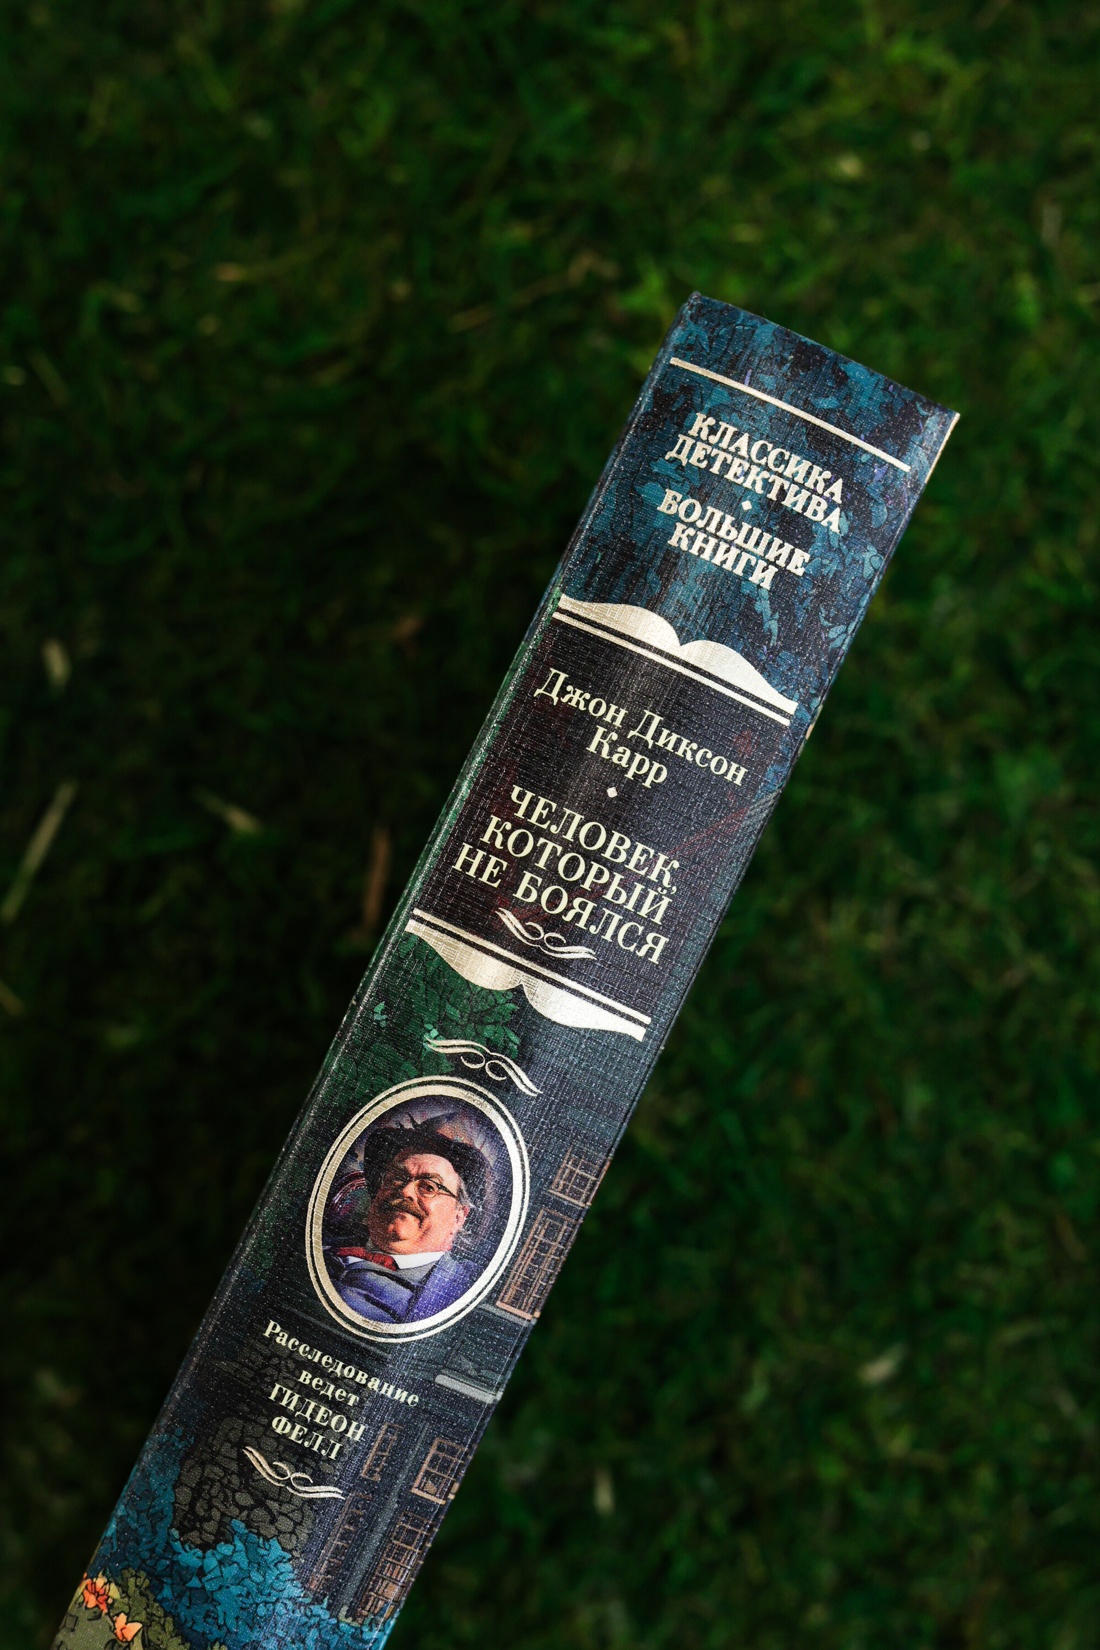 КЛАССИКА
ДЕТЕКТИВА
БОЛЬШИЕ
КНИГИ
Джон Диксон
Карр
ЧЕЛОВЕК,
КОТОРЫЙ
НЕ БОЯЛСЯ
Расследование
ведет
ГИДЕОН
ФЕЛЛ